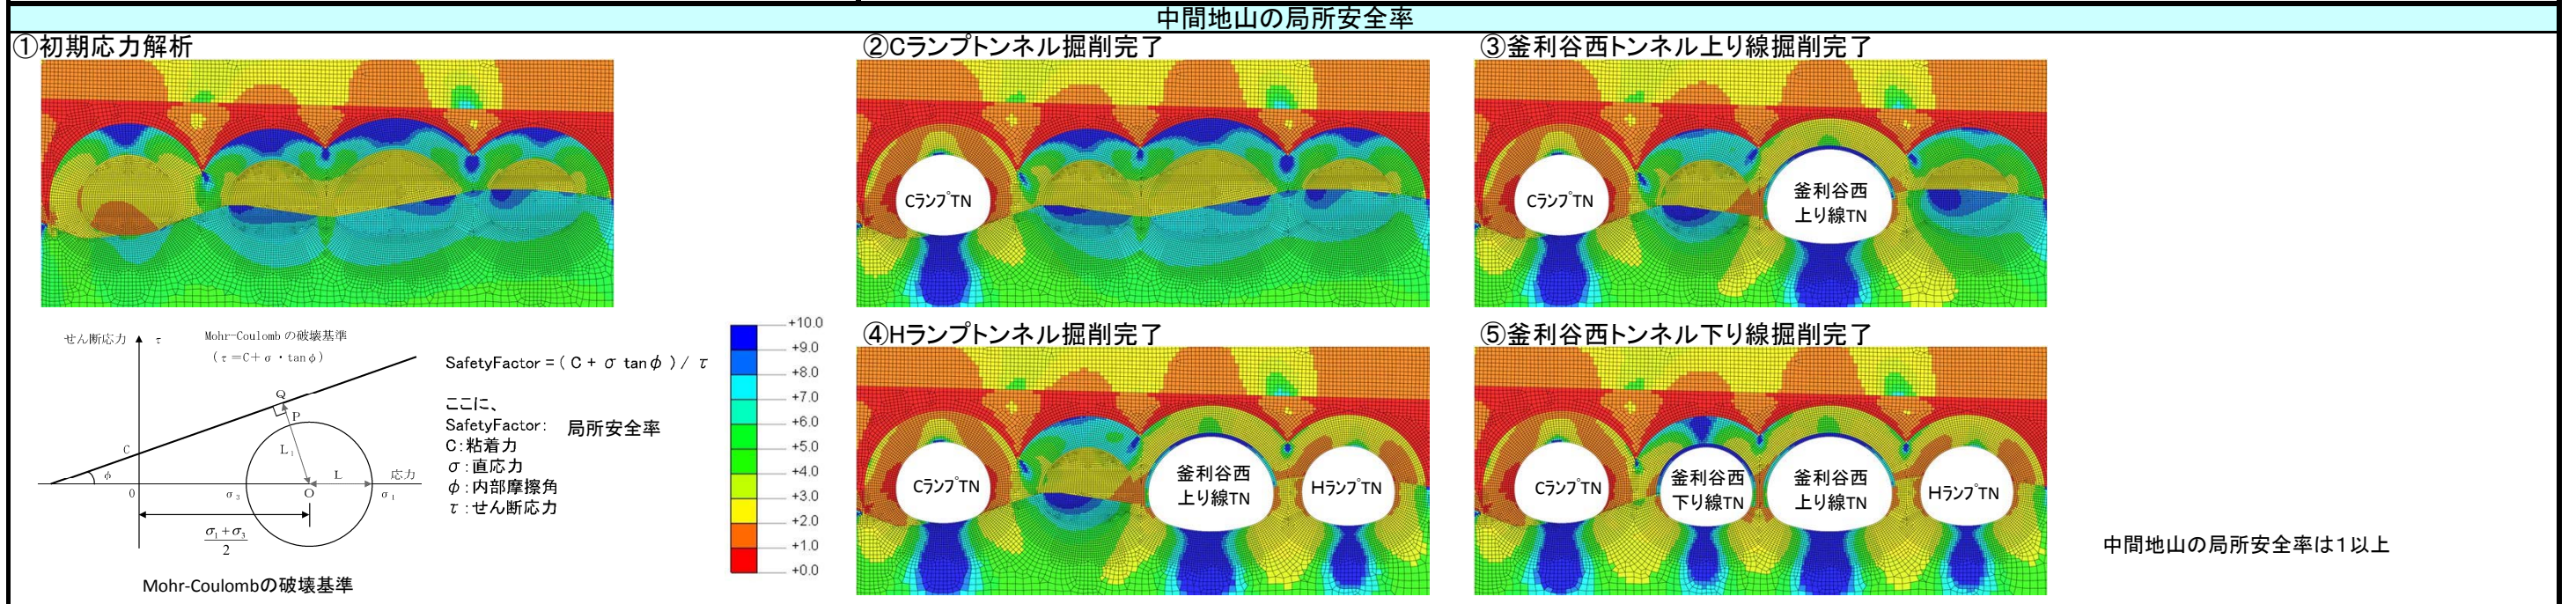 中間地山の局所安全率
①初期応力解析
②Cランプトンネル掘削完了
CランプTN
③釜利谷西トンネル上り線掘削完了
CランプTN
釜利谷西
上り線TN
せん断応力 τ
Mohr-Coulomb の破壊基準
(τ=C+σ・tanφ)
Q
P
C
L₁
L
φ
0
σ₃
O
σ₁
応力
σ₁+σ₃
2
Mohr-Coulombの破壊基準
SafetyFactor = ( C + σ tanφ ) / τ
ここに、
SafetyFactor: 局所安全率
C:粘着力
σ:直応力
φ:内部摩擦角
τ:せん断応力
+10.0
+9.0
+8.0
+7.0
+6.0
+5.0
+4.0
+3.0
+2.0
+1.0
+0.0
④Hランプトンネル掘削完了
CランプTN
釜利谷西
上り線TN
HランプTN
⑤釜利谷西トンネル下り線掘削完了
CランプTN
釜利谷西
下り線TN
釜利谷西
上り線TN
HランプTN
中間地山の局所安全率は1以上